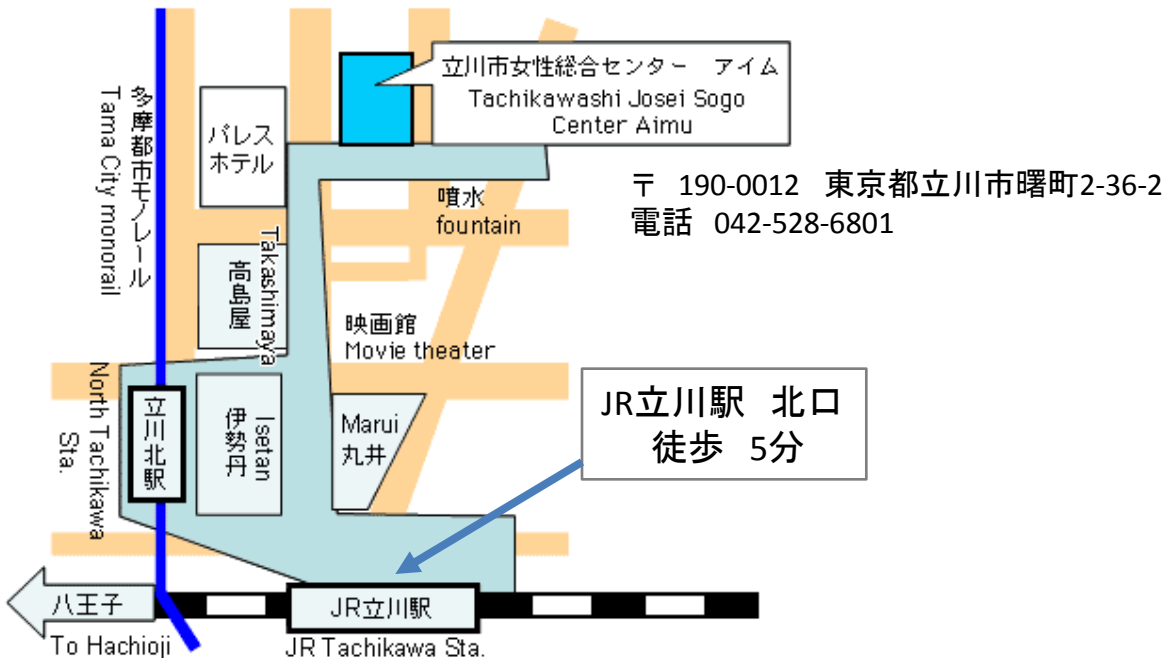 立川市女性総合センター　アイム
Tachikawashi Josei Sogo
Center Aimu
多摩都市モノレール
Tama City monorail
パレス
ホテル
〒 190-0012 東京都立川市曙町2-36-2
電話 042-528-6801
噴水
fountain
高島屋
Takashimaya
映画館
Movie theater
North Tachikawa
Sta.
立川北駅
伊勢丹
Isetan
Marui
丸井
JR立川駅 北口
徒歩 5分
八王子
To Hachioji
JR立川駅
JR Tachikawa Sta.